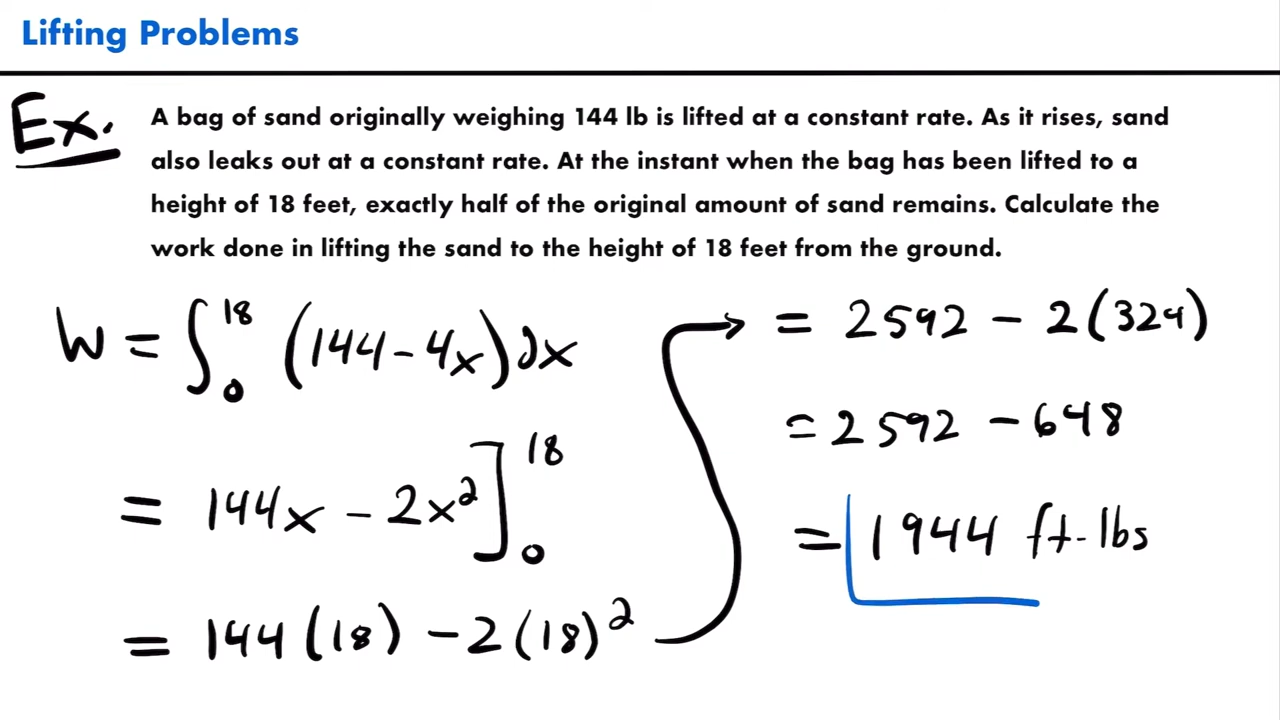 Lifting Problems
Ex.
A bag of sand originally weighing 144 lb is lifted at a constant rate. As it rises, sand
also leaks out at a constant rate. At the instant when the bag has been lifted to a
height of 18 feet, exactly half of the original amount of sand remains. Calculate the
work done in lifting the sand to the height of 18 feet from the ground.
W = ∫₀¹⁸ (144 - 4x) dx
= 144x - 2x²]₀¹⁸
= 144(18) - 2(18)²
= 2592 - 2(324)
= 2592 - 648
= 1944 ft-lbs